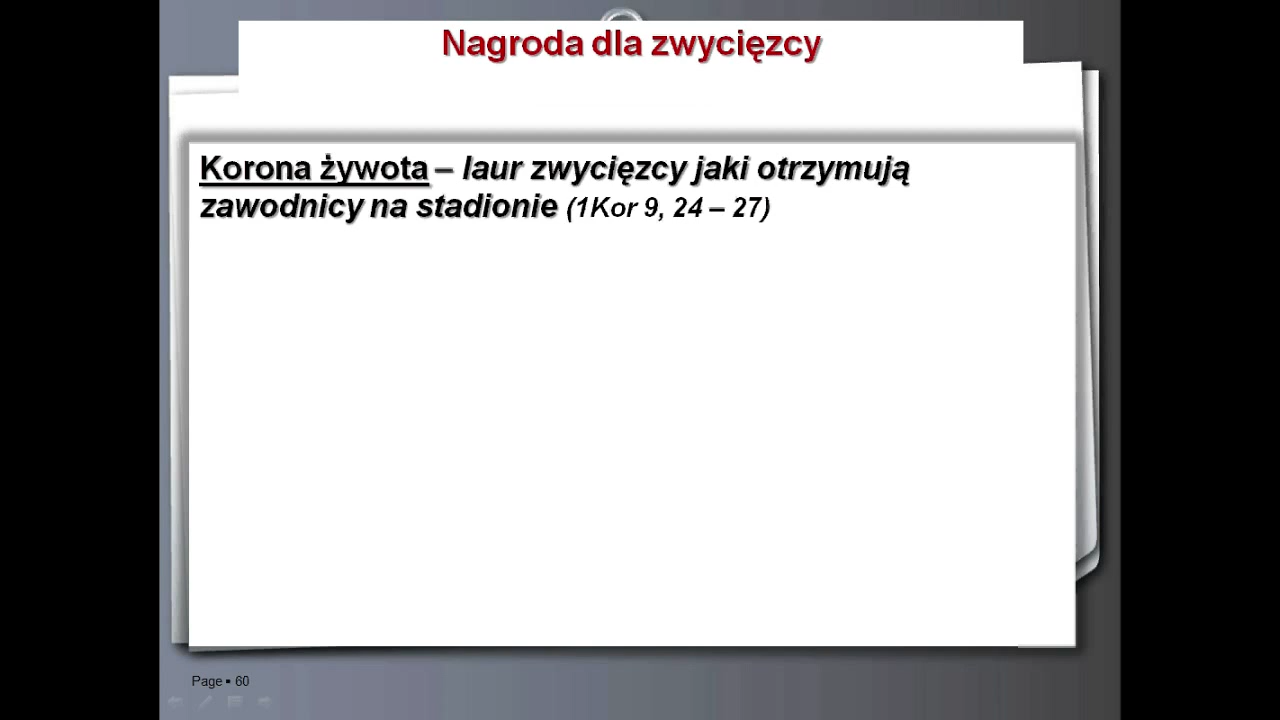 Nagroda dla zwycięzcy
Korona żywota – laur zwycięzcy jaki otrzymują
zawodnicy na stadionie (1Kor 9, 24 – 27)
Page ▪ 60